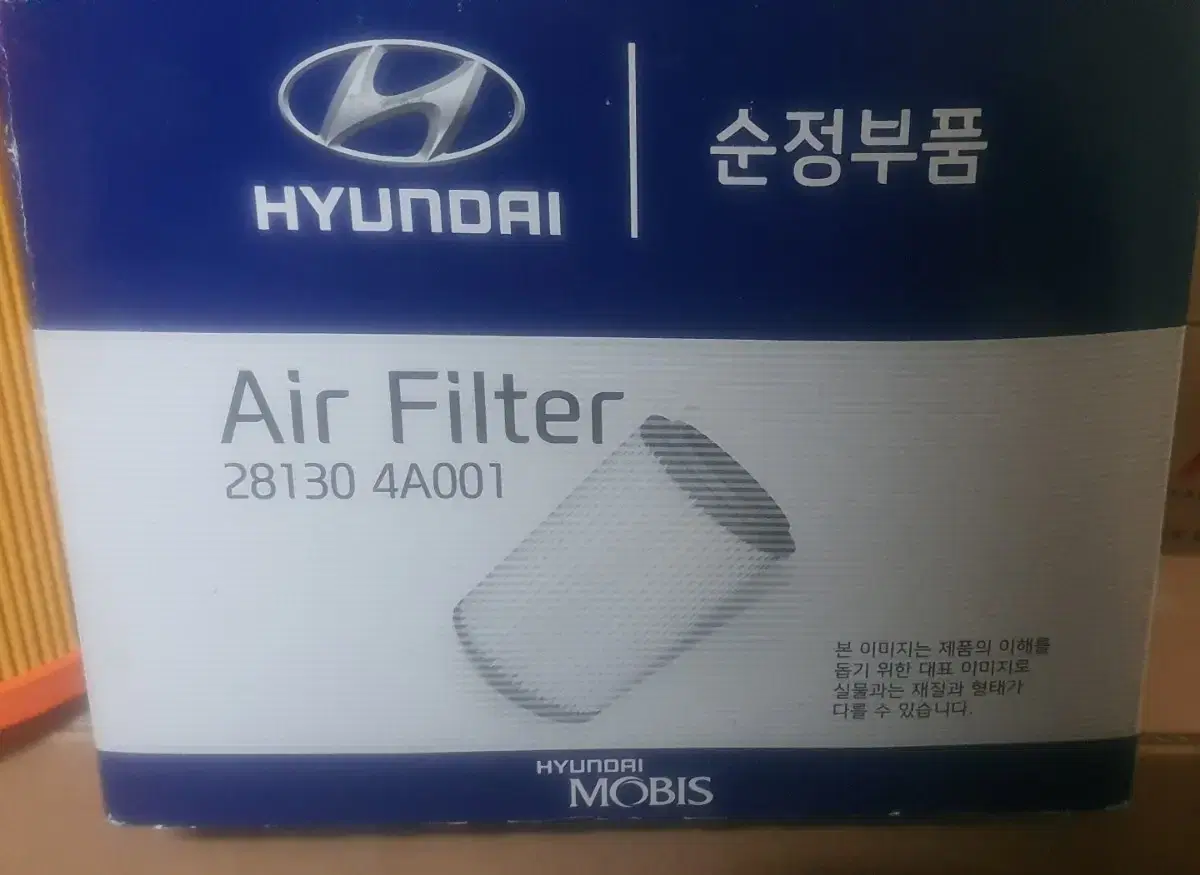 HYUNDAI
순정부품
Air Filter
28130 4A001
본 이미지는 제품의 이해를
돕기 위한 대표 이미지로
실물과는 재질과 형태가
다를 수 있습니다.
HYUNDAI
MOBIS